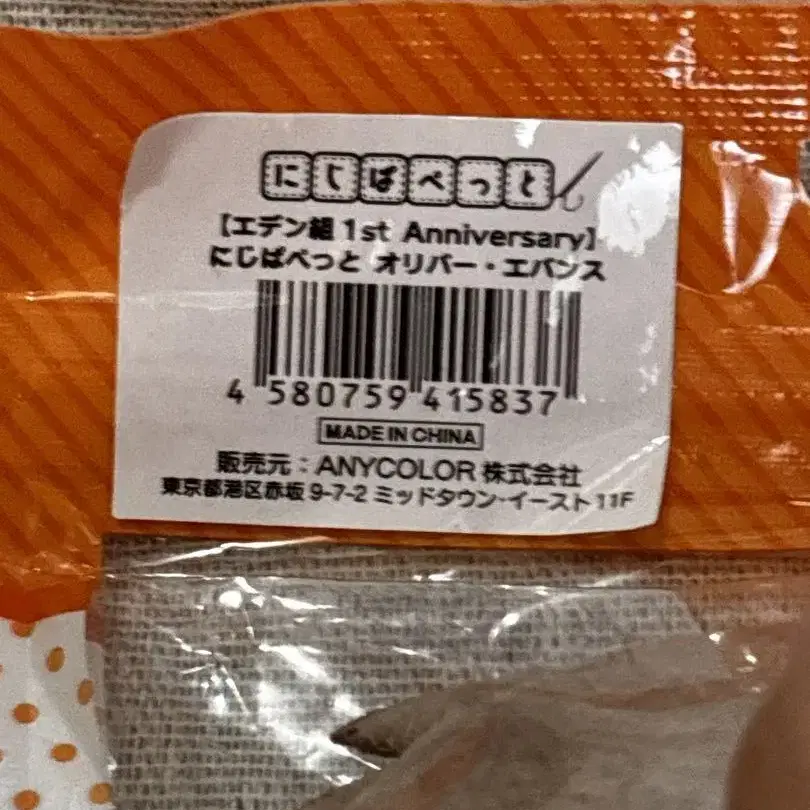 にじぱぺっと
【エデン組 1st Anniversary】
にじぱぺっと オリバー・エバンス
4 580759 415837
MADE IN CHINA
販売元：ANYCOLOR 株式会社
東京都港区赤坂 9-7-2 ミッドタウン・イースト 11F